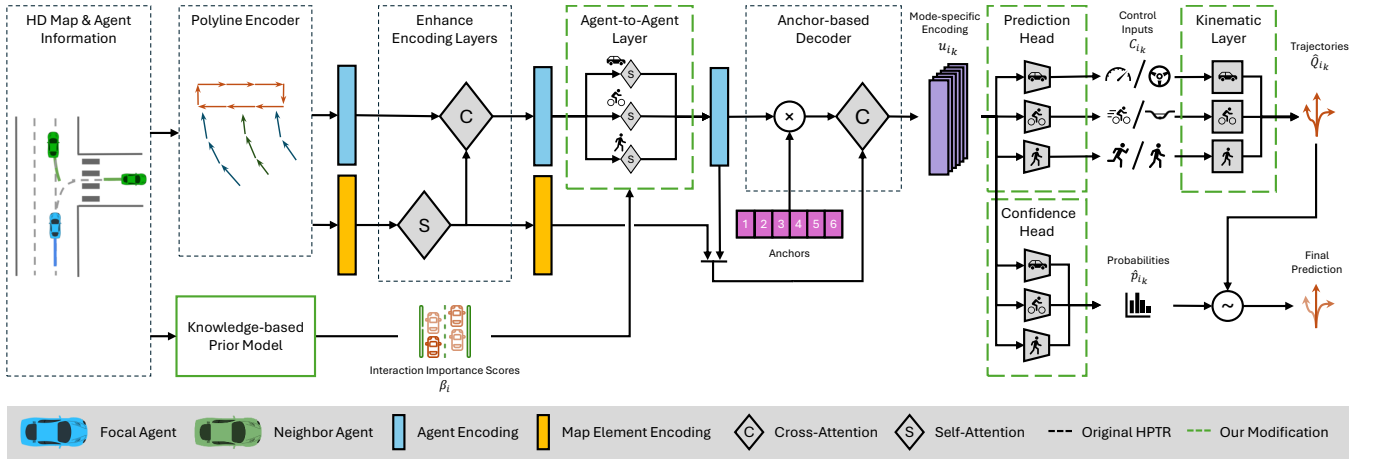 HD Map & Agent
Information
Polyline Encoder
Enhance
Encoding Layers
C
S
Agent-to-Agent
Layer
S
S
S
Anchor-based
Decoder
×
C
1 2 3 4 5 6
Anchors
Mode-specific
Encoding
u_{i_k}
Prediction
Head
Control
Inputs
C_{i_k}
Kinematic
Layer
Trajectories
Q̂_{i_k}
Confidence
Head
Probabilities
p̂_{i_k}
~
Final
Prediction
Knowledge-based
Prior Model
Interaction Importance Scores
β_i
Focal Agent
Neighbor Agent
Agent Encoding
Map Element Encoding
C
Cross-Attention
S
Self-Attention
Original HPTR
Our Modification